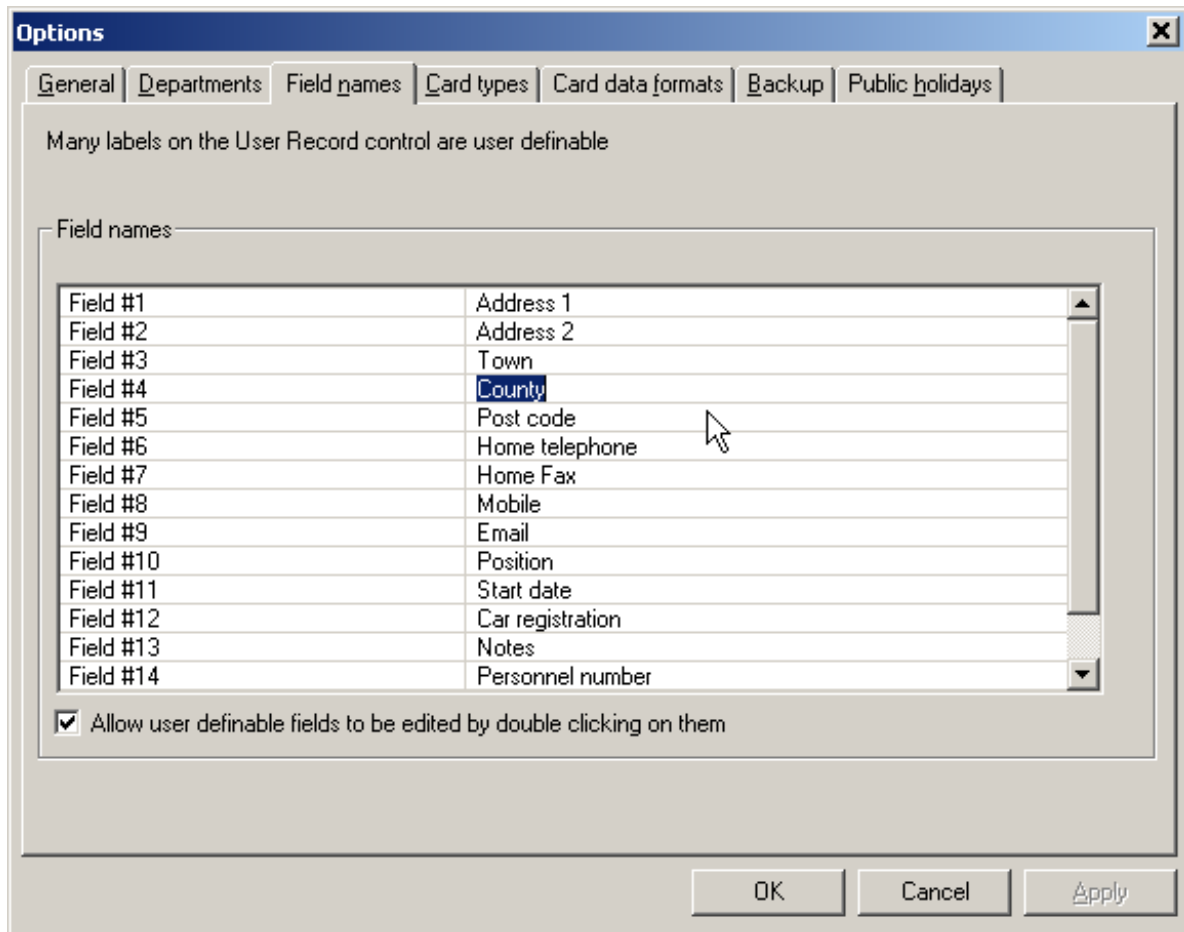 Options
General Departments Field names Card types Card data formats Backup Public holidays
Many labels on the User Record control are user definable
Field names
Field #1 Address 1
Field #2 Address 2
Field #3 Town
Field #4 County
Field #5 Post code
Field #6 Home telephone
Field #7 Home Fax
Field #8 Mobile
Field #9 Email
Field #10 Position
Field #11 Start date
Field #12 Car registration
Field #13 Notes
Field #14 Personnel number
Allow user definable fields to be edited by double clicking on them
OK Cancel Apply